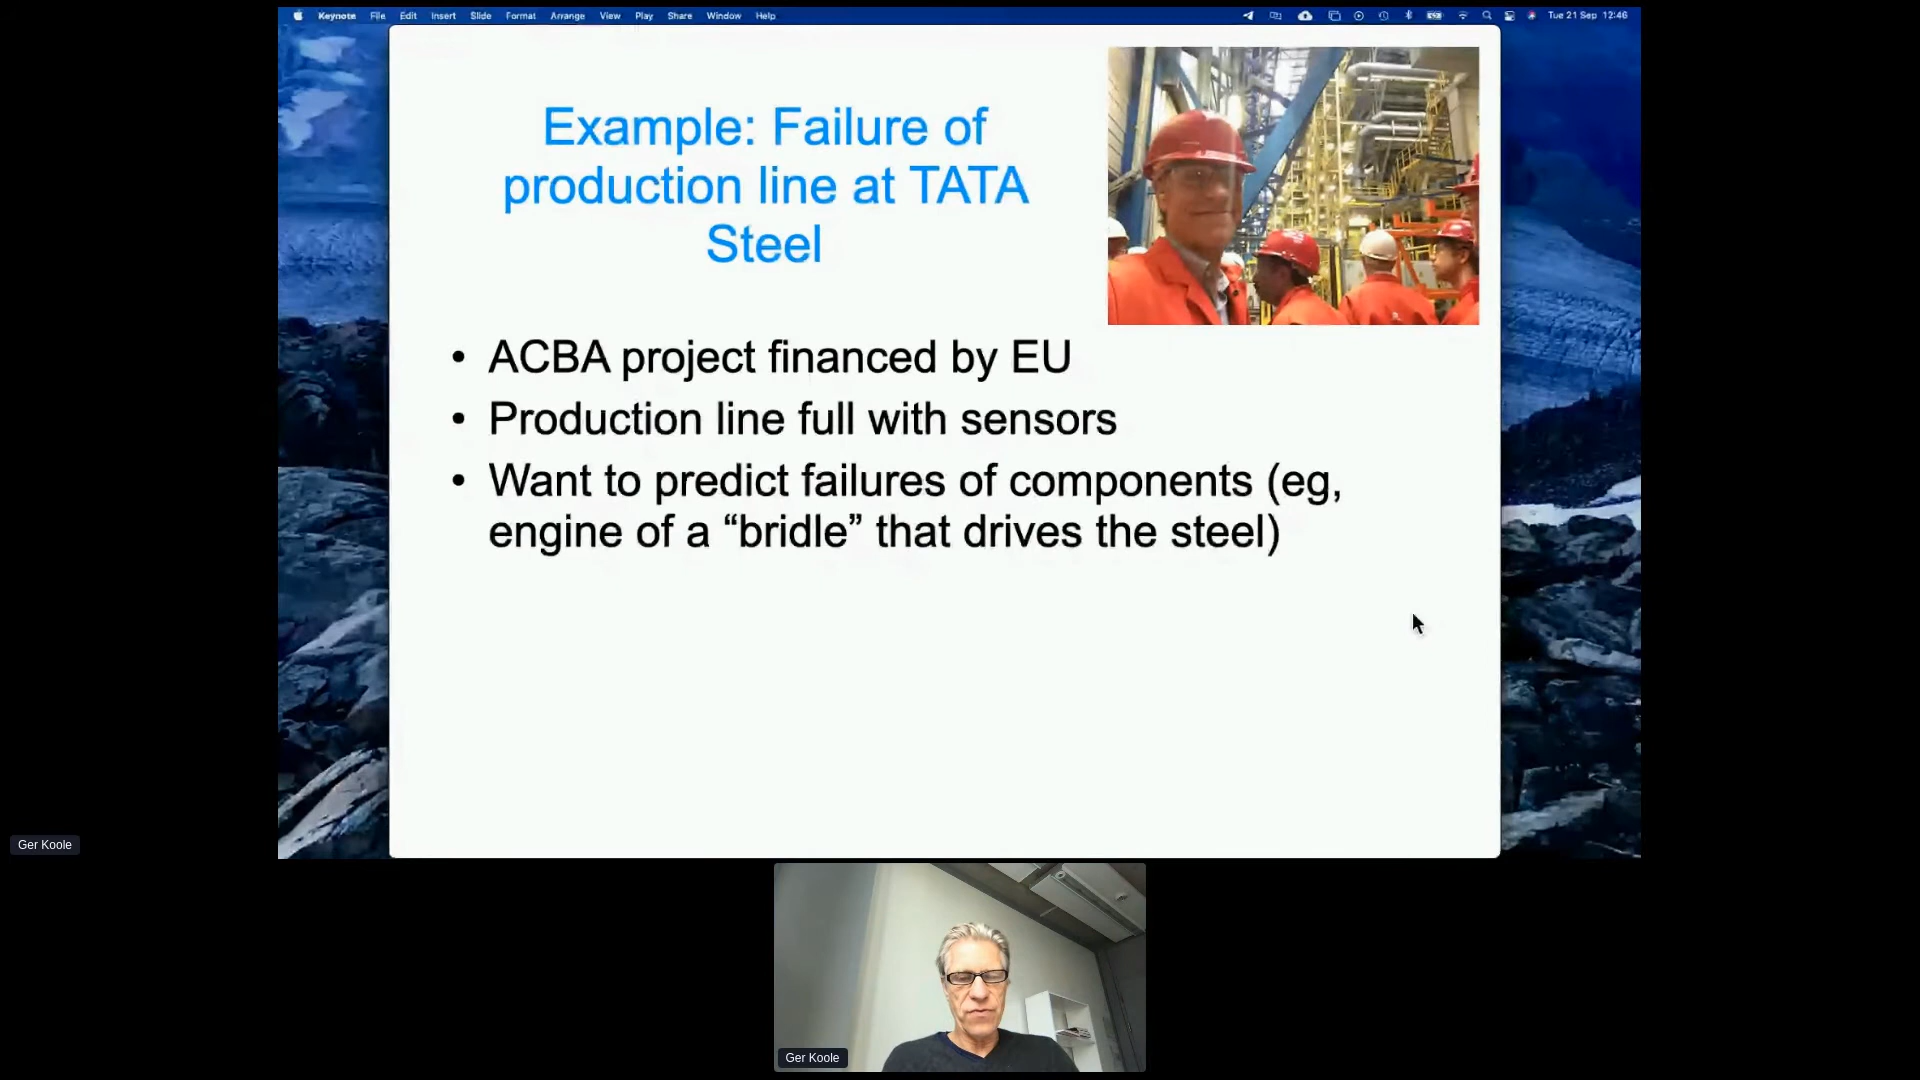 Keynote File Edit Insert Slide Format Arrange View Play Share Window Help
Tue 21 Sep 12:46
Example: Failure of
production line at TATA
Steel
• ACBA project financed by EU
• Production line full with sensors
• Want to predict failures of components (eg,
engine of a “bridle” that drives the steel)
Ger Koole
Ger Koole